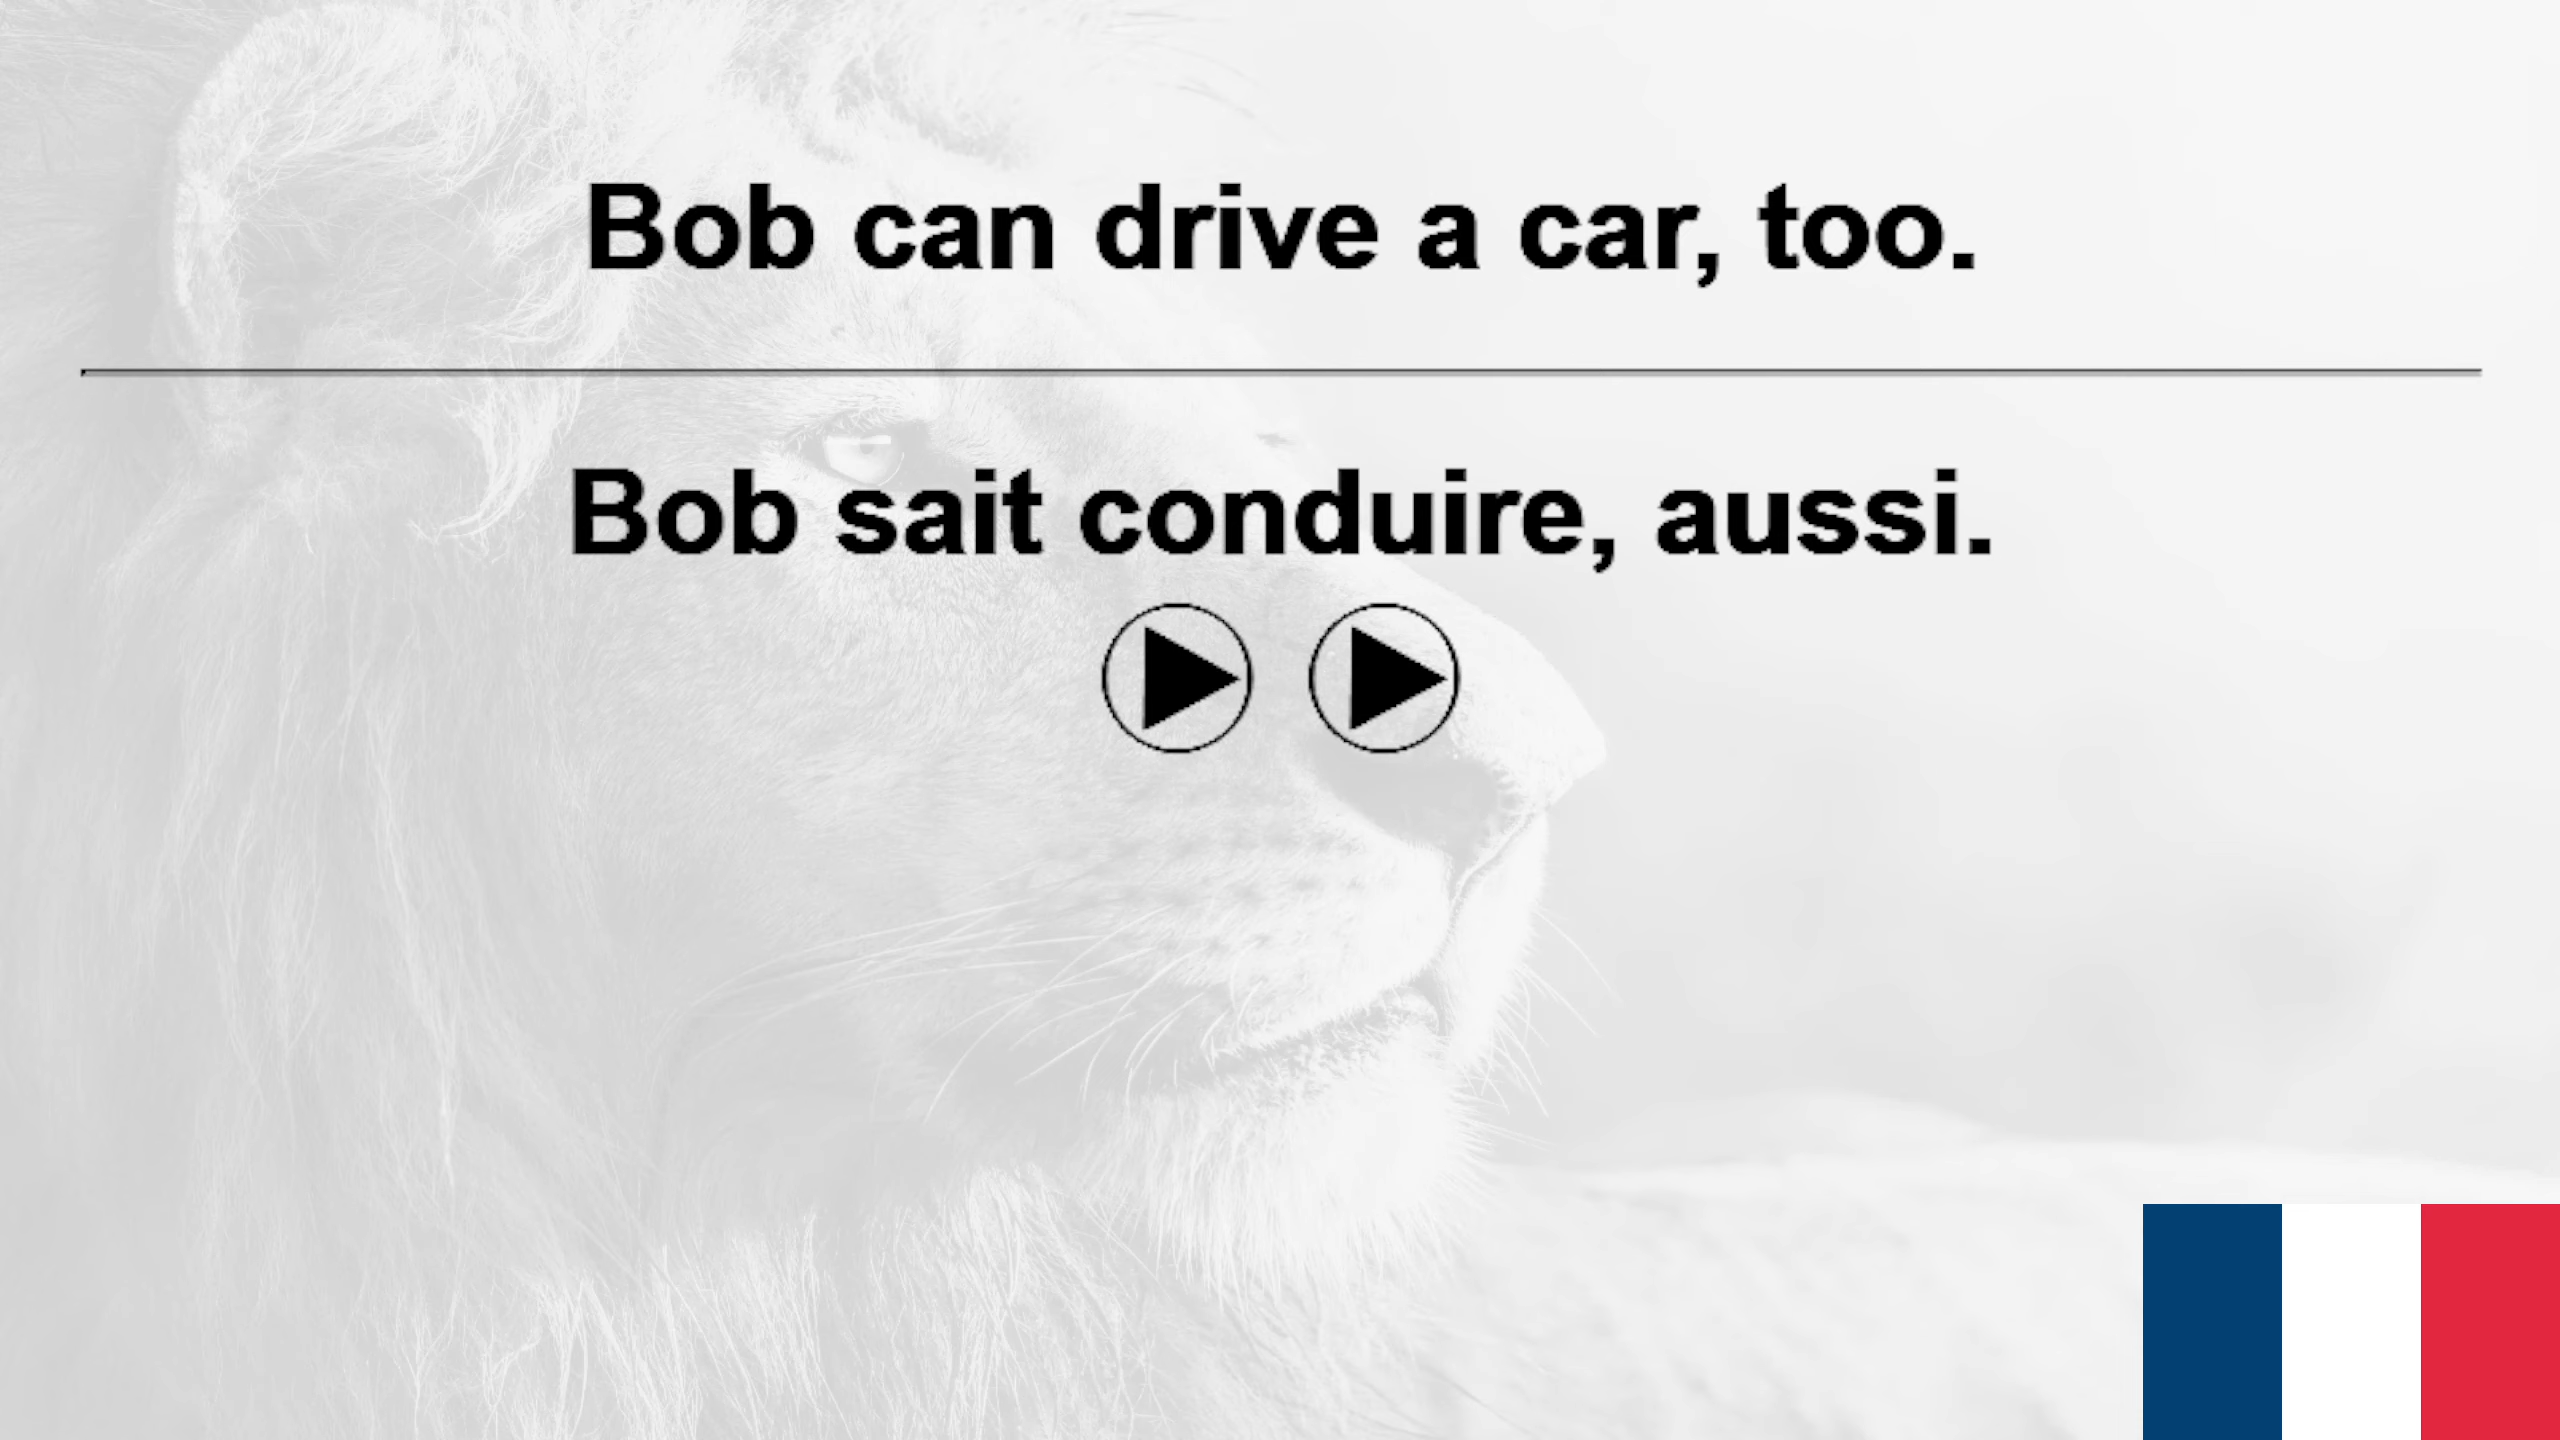 Bob can drive a car, too.
Bob sait conduire, aussi.